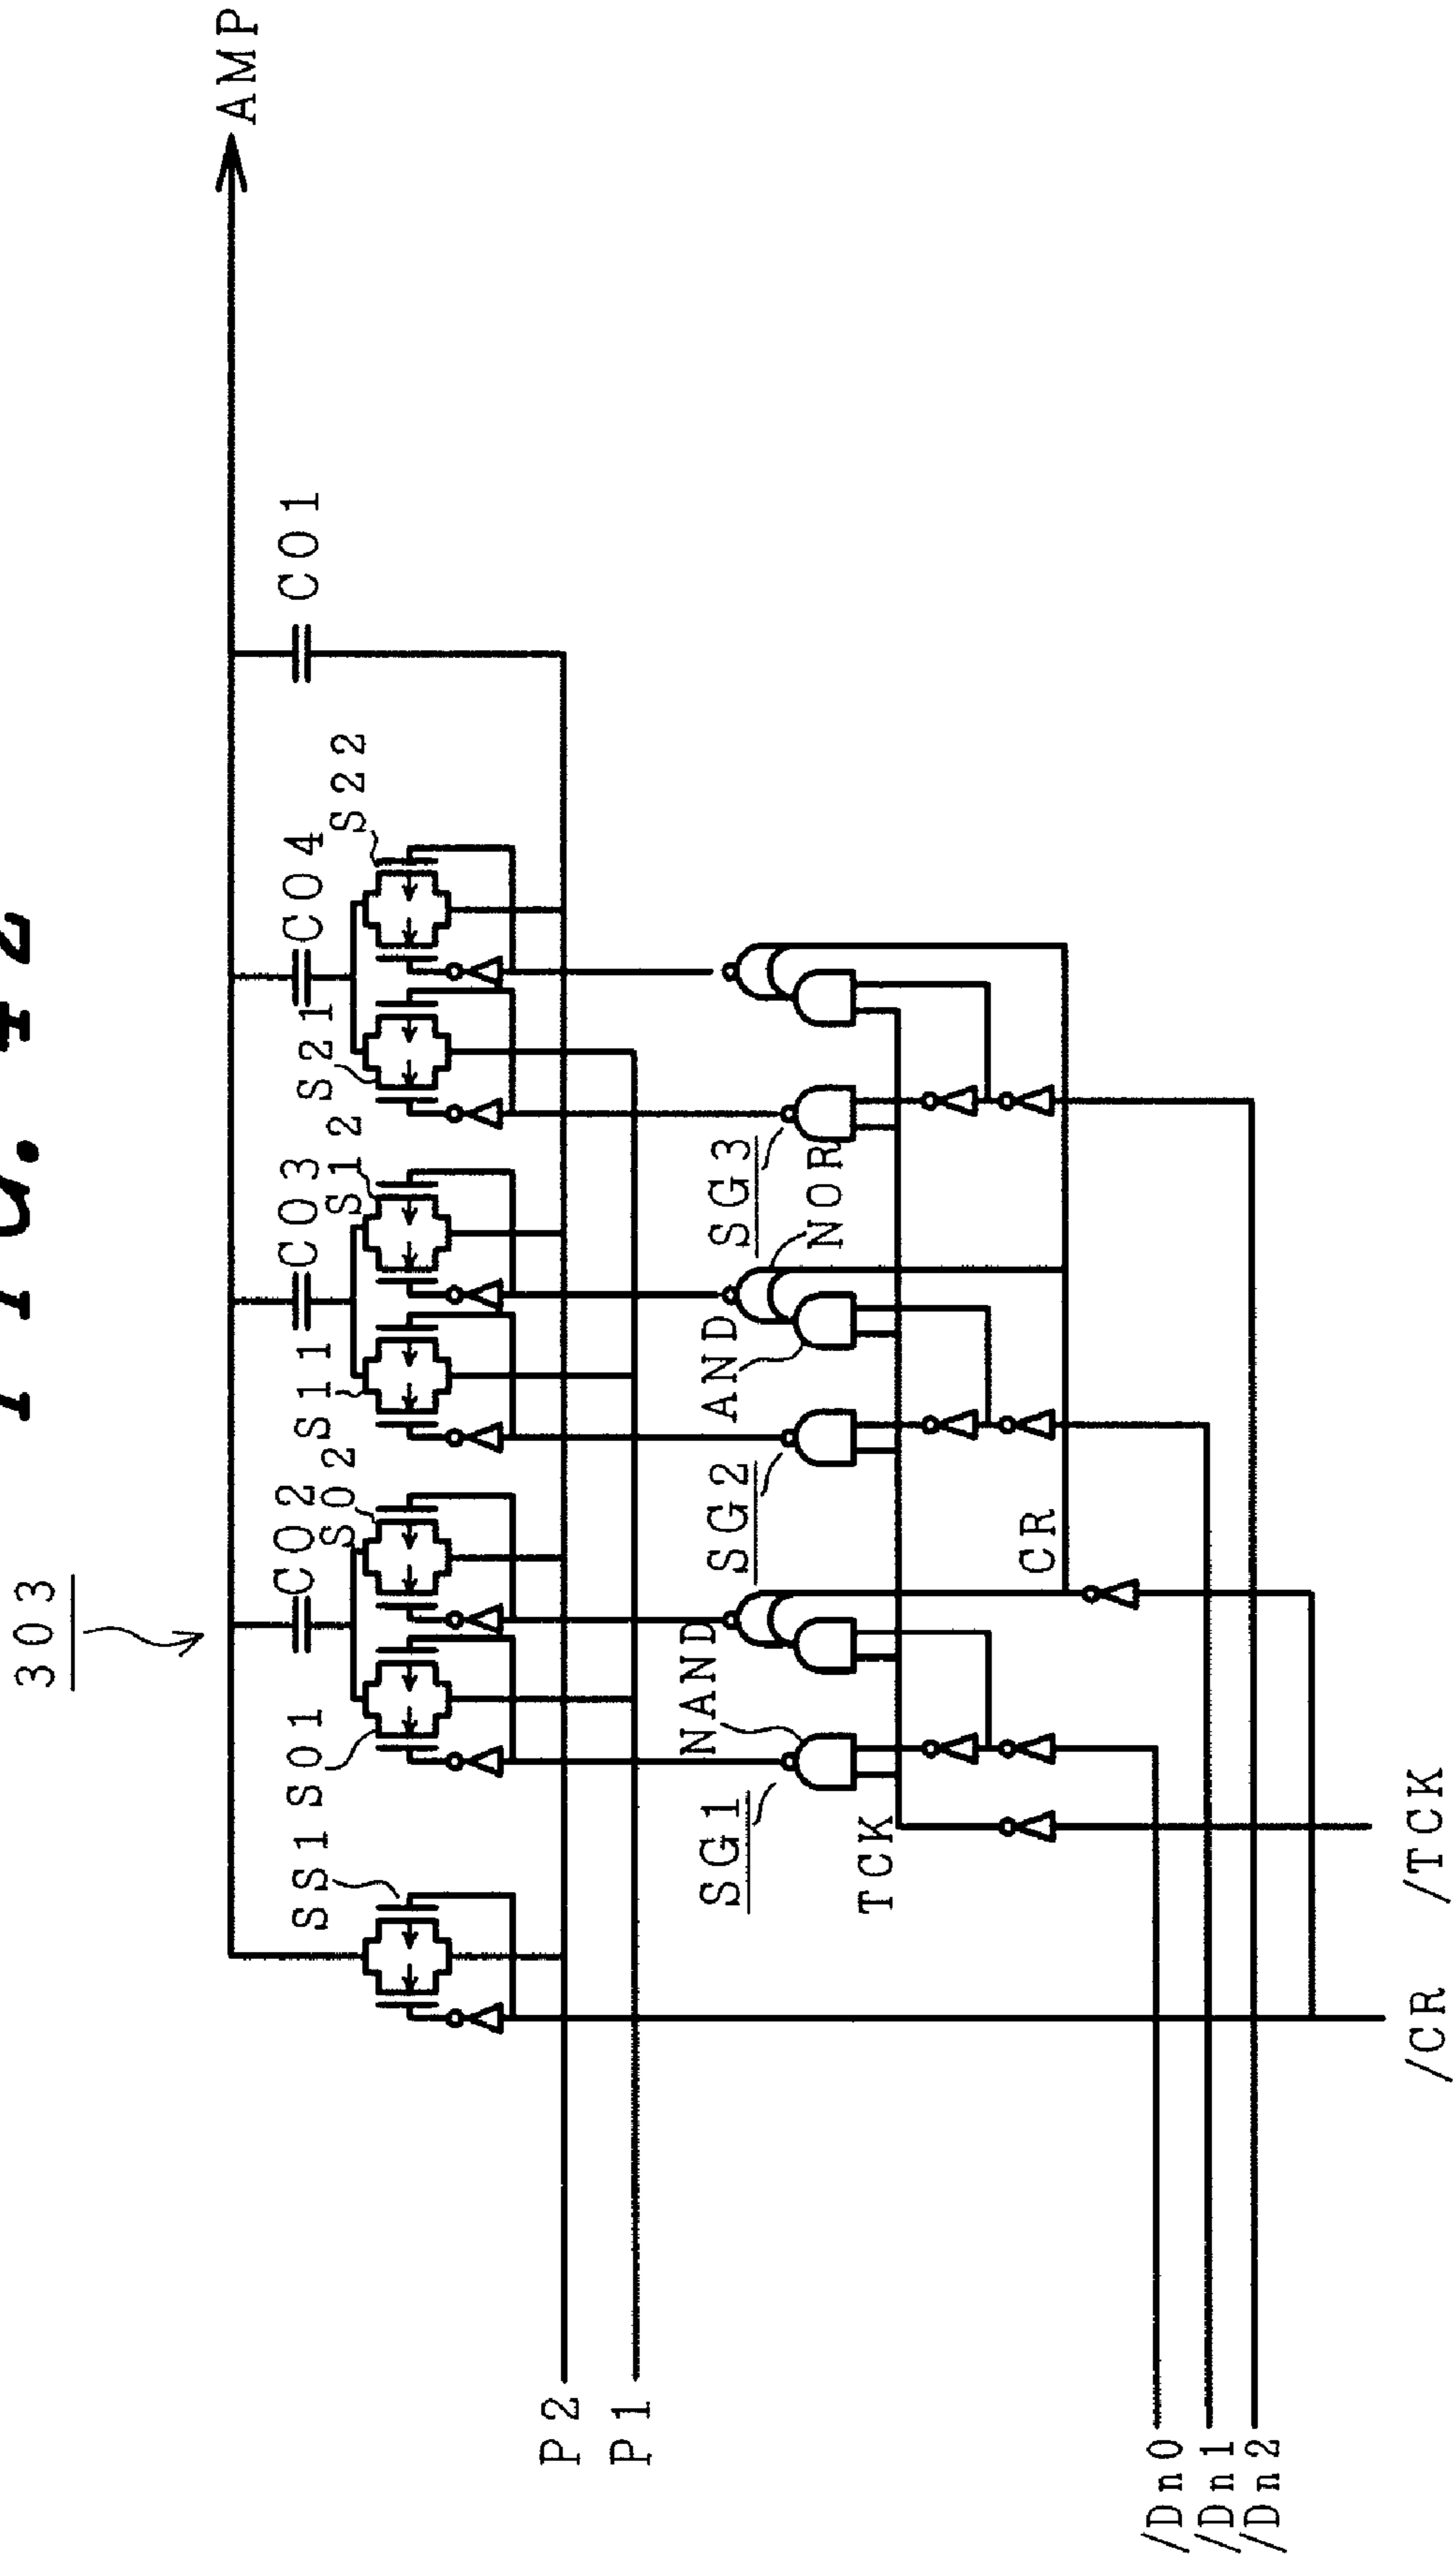 303
AMP
SS1
S01
C02
S02
S11
C03
S12
S21
C04
S22
C01
P2
P1
SG1
NAND
SG2
AND
NOR
SG3
TCK
CR
/Dn0
/Dn1
/Dn2
/CR
/TCK